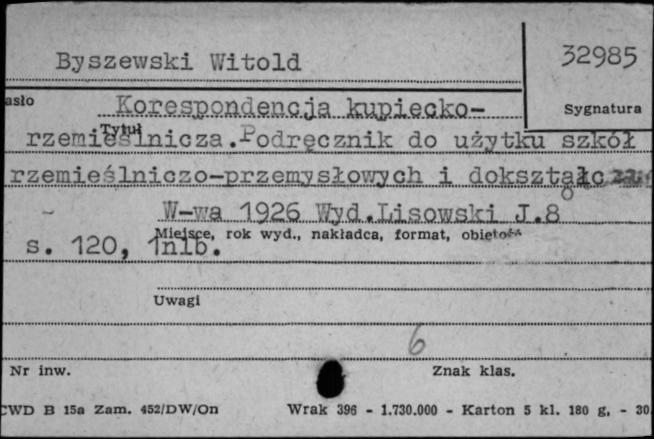 Byszewski Witold
32985
asło
Korespondencja kupiecko-
Sygnatura
Tytuł
rzemieślnicza.Podręcznik do użytku szkół
rzemieślniczo-przemysłowych i dokształc
W-wa 1926 Wyd.Lisowski J.8°
Miejsce, rok wyd., nakładca, format, objętość
s. 120, 1nlb.
Uwagi
6
Nr inw.
Znak klas.
CWD B 15a Zam. 452/DW/On
Wrak 396 - 1.730.000 - Karton 5 kl. 180 g, - 30